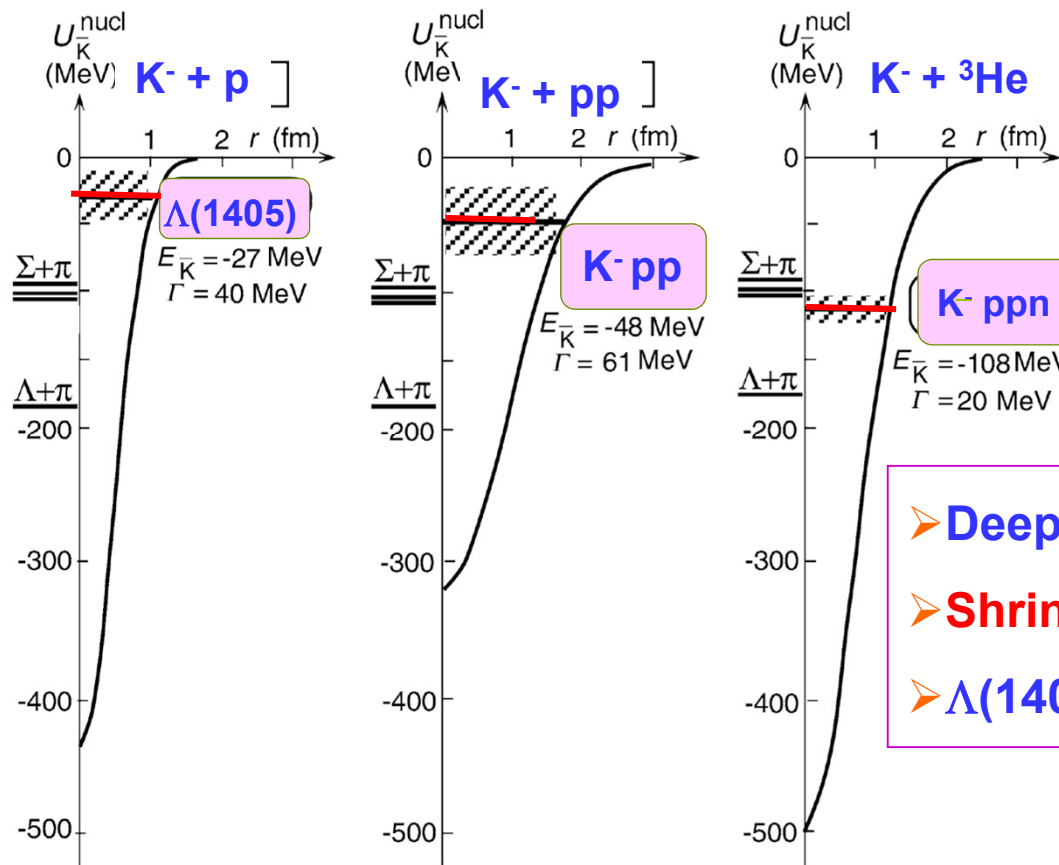 U K̄ nucl
(MeV)
K- + p ]
1 2 r (fm)
0
Λ(1405)
E K̄ = -27 MeV
Γ = 40 MeV
Σ+π
Λ+π
-200
-300
-400
-500
U K̄ nucl
(MeV
K- + pp ]
1 2 r (fm)
0
K- pp
E K̄ = -48 MeV
Γ = 61 MeV
Σ+π
Λ+π
-200
-300
-400
-500
U K̄ nucl
(MeV)
K- + ³He
1 2 r (fm)
0
K- ppn
E K̄ = -108 MeV
Γ = 20 MeV
Σ+π
Λ+π
-200
-300
-400
-500
➢Deep
➢Shrin
➢Λ(140